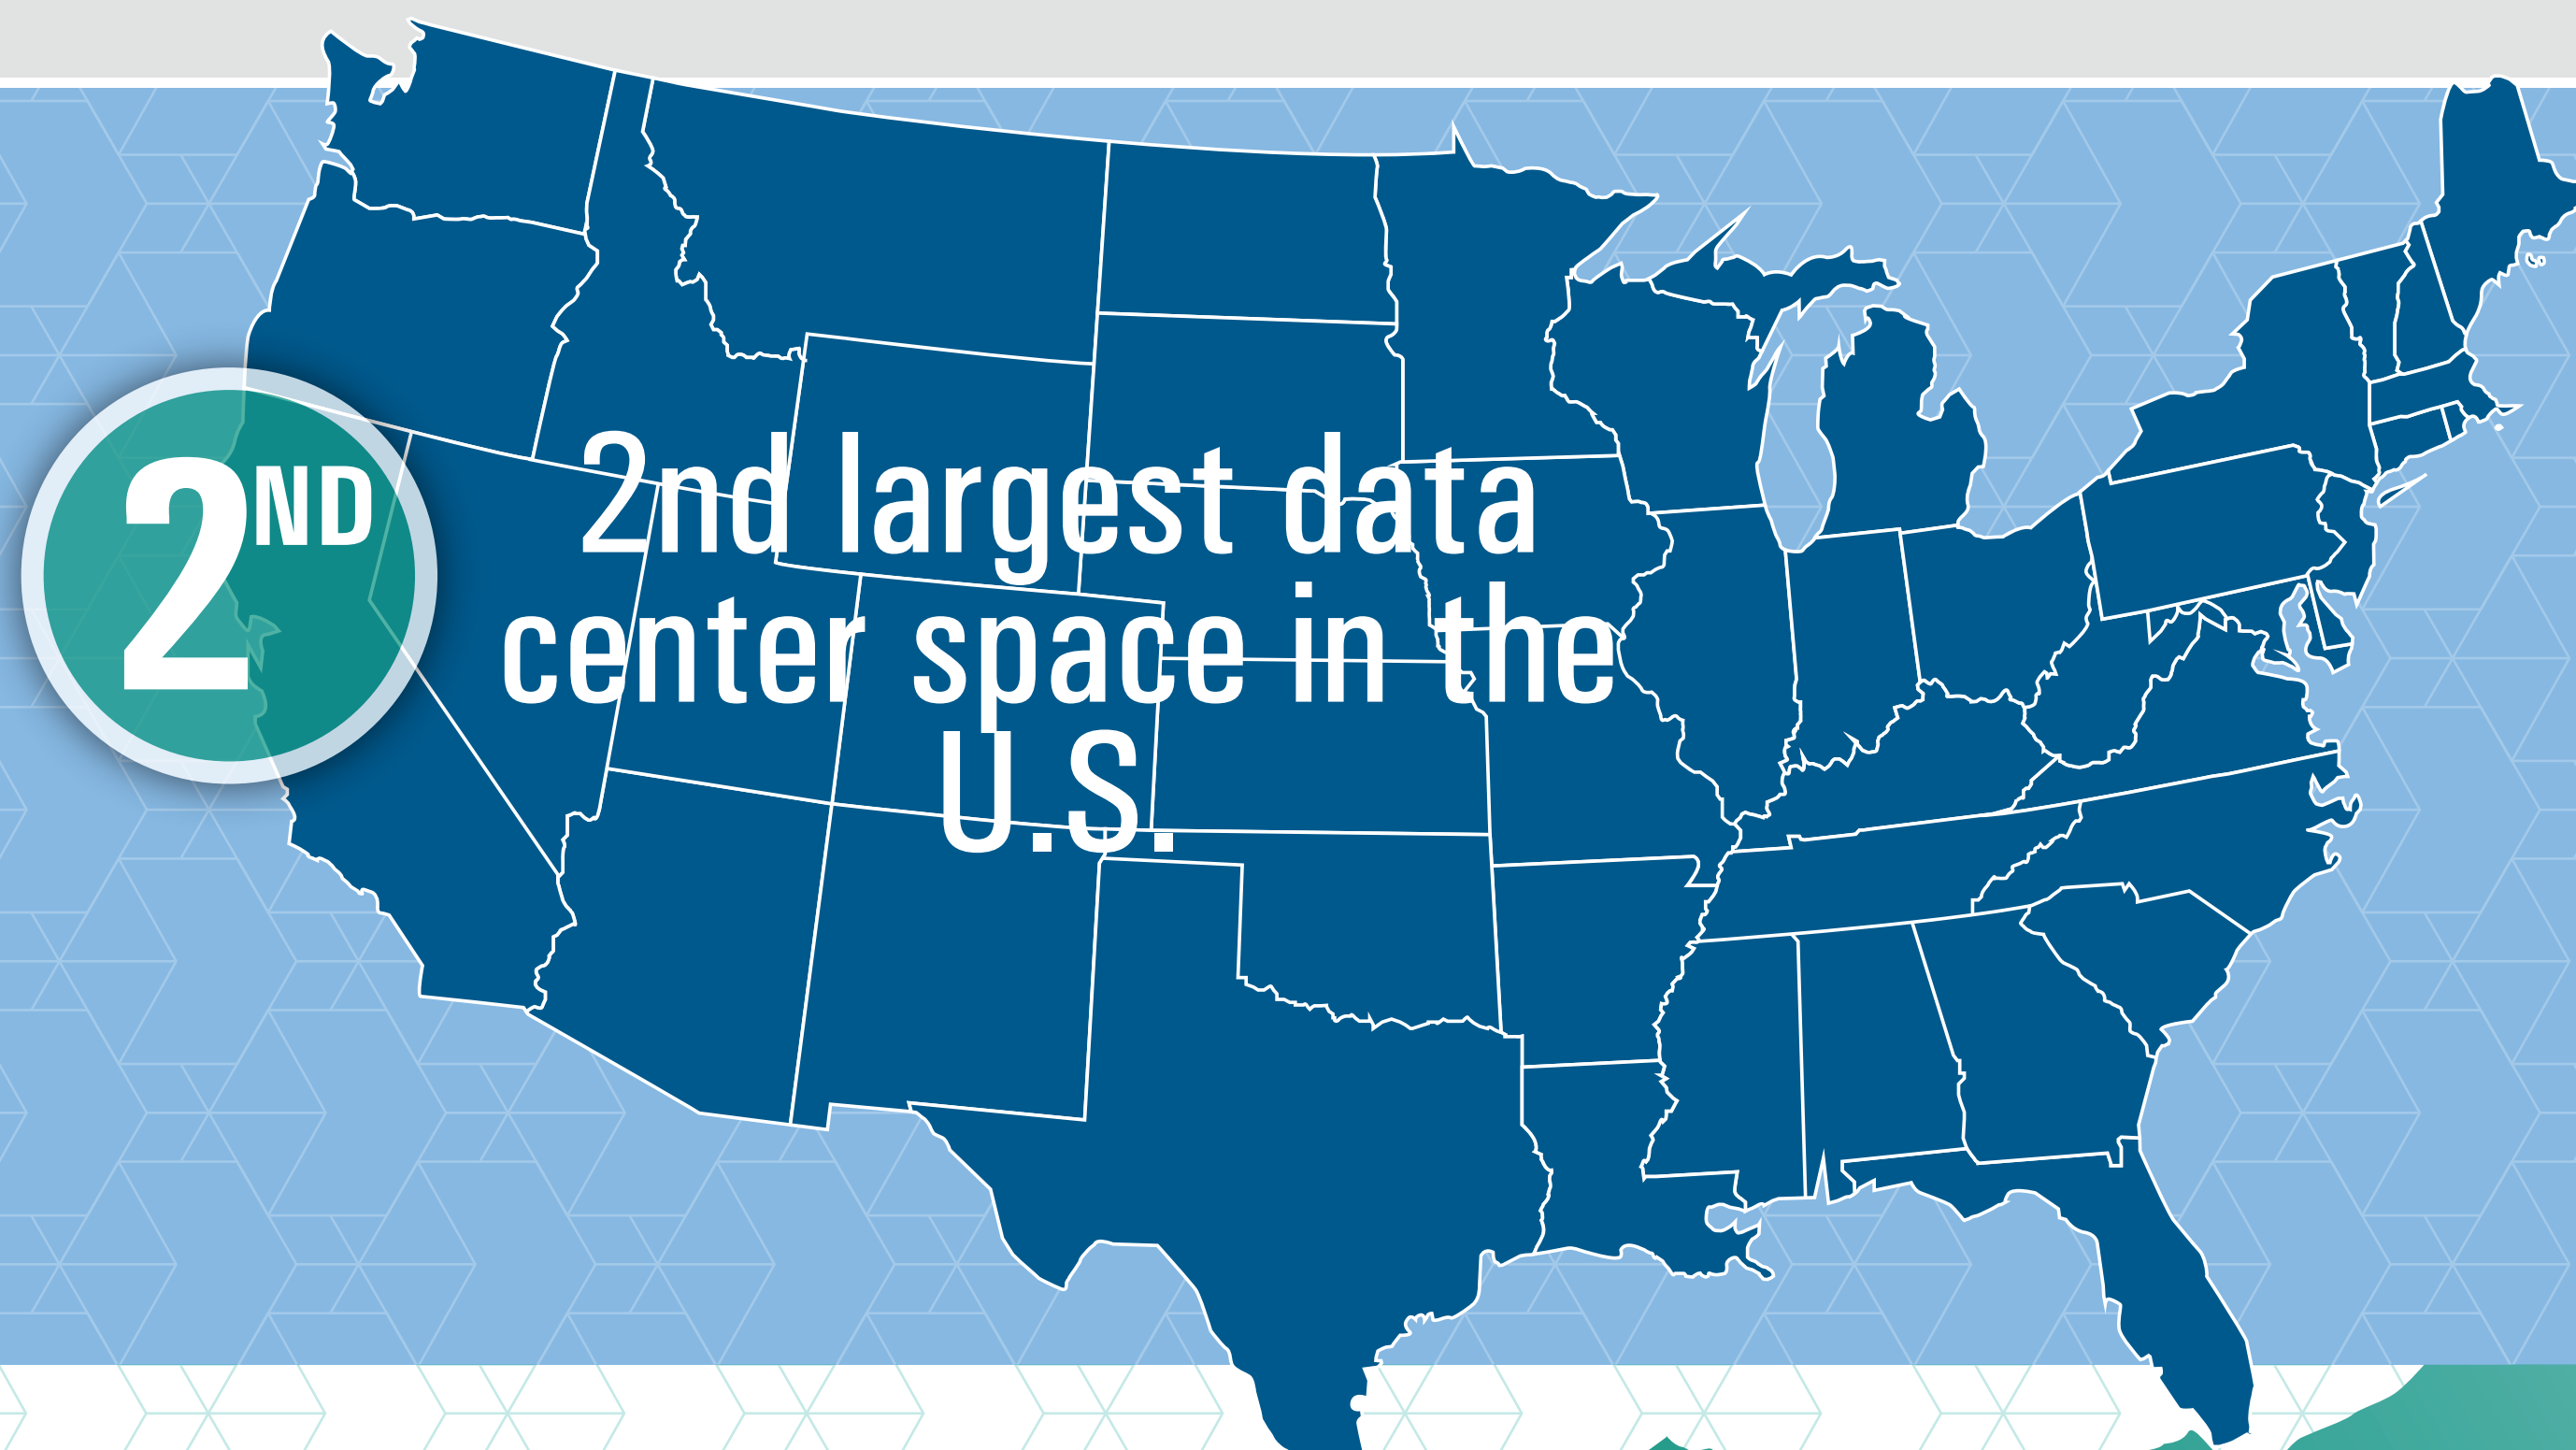 2ND
2nd largest data
center space in the
U.S.